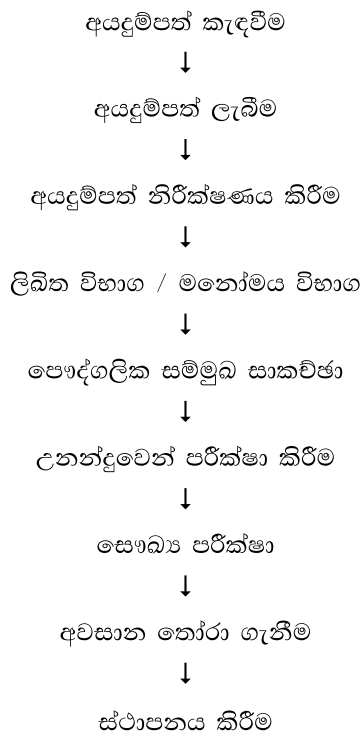 අයදුම්පත් කැඳවීම
↓
අයදුම්පත් ලැබීම
↓
අයදුම්පත් නිරීක්ෂණය කිරීම
↓
ලිඛිත විභාග / මනෝමය විභාග
↓
පෞද්ගලික සම්මුඛ සාකච්ඡා
↓
උනන්දුවෙන් පරීක්ෂා කිරීම
↓
සෞඛ්‍ය පරීක්ෂා
↓
අවසාන තෝරා ගැනීම
↓
ස්ථාපනය කිරීම